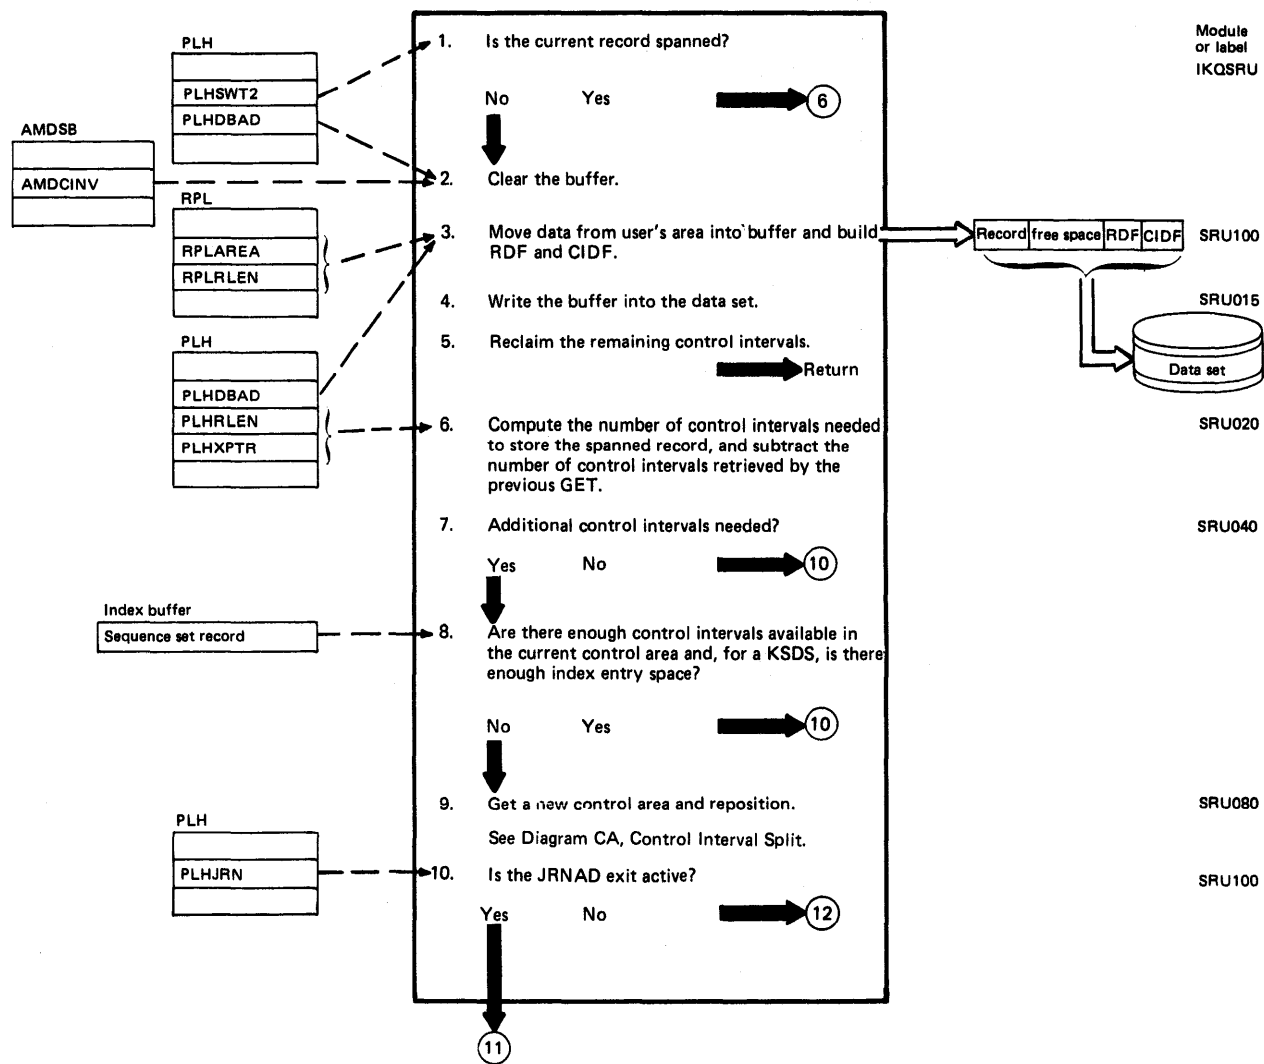 Module
or label
IKQSRU
PLH
PLHSWT2
PLHDBAD
AMDSB
AMDCINV
RPL
RPLAREA
RPLRLEN
PLH
PLHDBAD
PLHRLEN
PLHXPTR
Index buffer
Sequence set record
PLH
PLHJRN
1. Is the current record spanned?
No Yes 6
2. Clear the buffer.
3. Move data from user's area into buffer and build
RDF and CIDF.
Record free space RDF CIDF
SRU100
4. Write the buffer into the data set.
SRU015
5. Reclaim the remaining control intervals.
Return
Data set
6. Compute the number of control intervals needed
to store the spanned record, and subtract the
number of control intervals retrieved by the
previous GET.
SRU020
7. Additional control intervals needed?
SRU040
Yes No 10
8. Are there enough control intervals available in
the current control area and, for a KSDS, is there
enough index entry space?
No Yes 10
9. Get a new control area and reposition.
SRU080
See Diagram CA, Control Interval Split.
10. Is the JRNAD exit active?
SRU100
Yes No 12
11